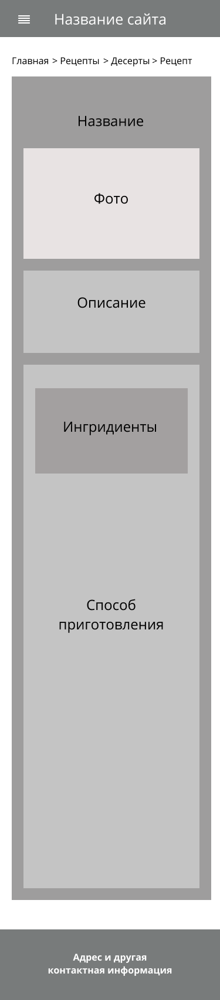 Название сайта
Главная > Рецепты > Десерты > Рецепт
Название
Фото
Описание
Ингридиенты
Способ
приготовления
Адрес и другая
контактная информация